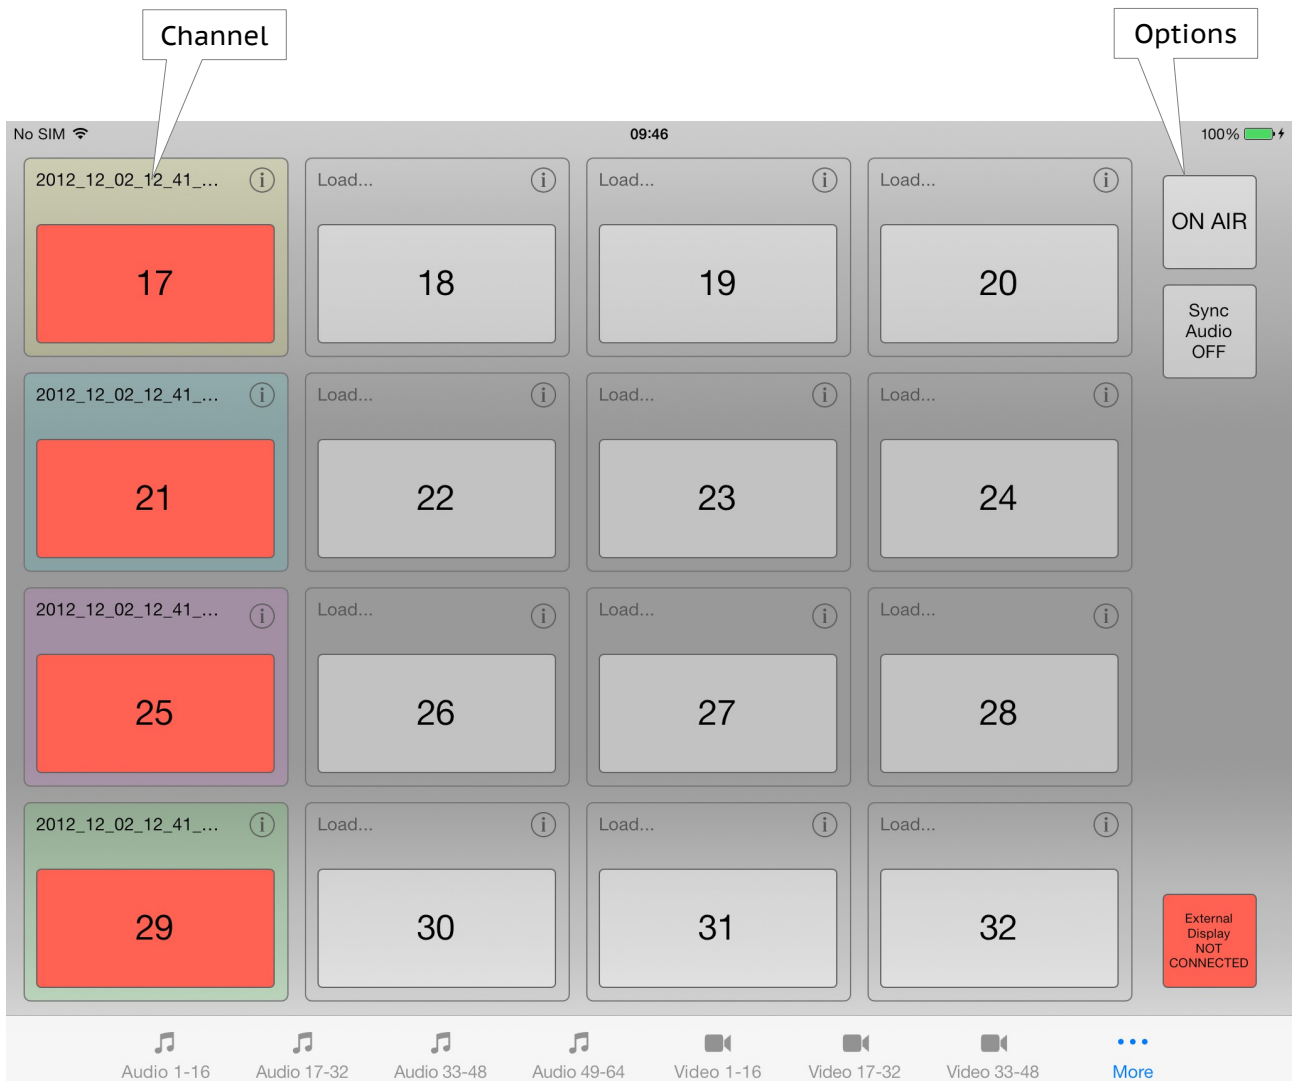 Channel
Options
No SIM 09:46 100%
2012_12_02_12_41_... Load... Load... Load...
ON AIR
17 18 19 20
Sync
Audio
OFF
2012_12_02_12_41_... Load... Load... Load...
21 22 23 24
2012_12_02_12_41_... Load... Load... Load...
25 26 27 28
2012_12_02_12_41_... Load... Load... Load...
29 30 31 32
External
Display
NOT
CONNECTED
Audio 1-16 Audio 17-32 Audio 33-48 Audio 49-64 Video 1-16 Video 17-32 Video 33-48 More